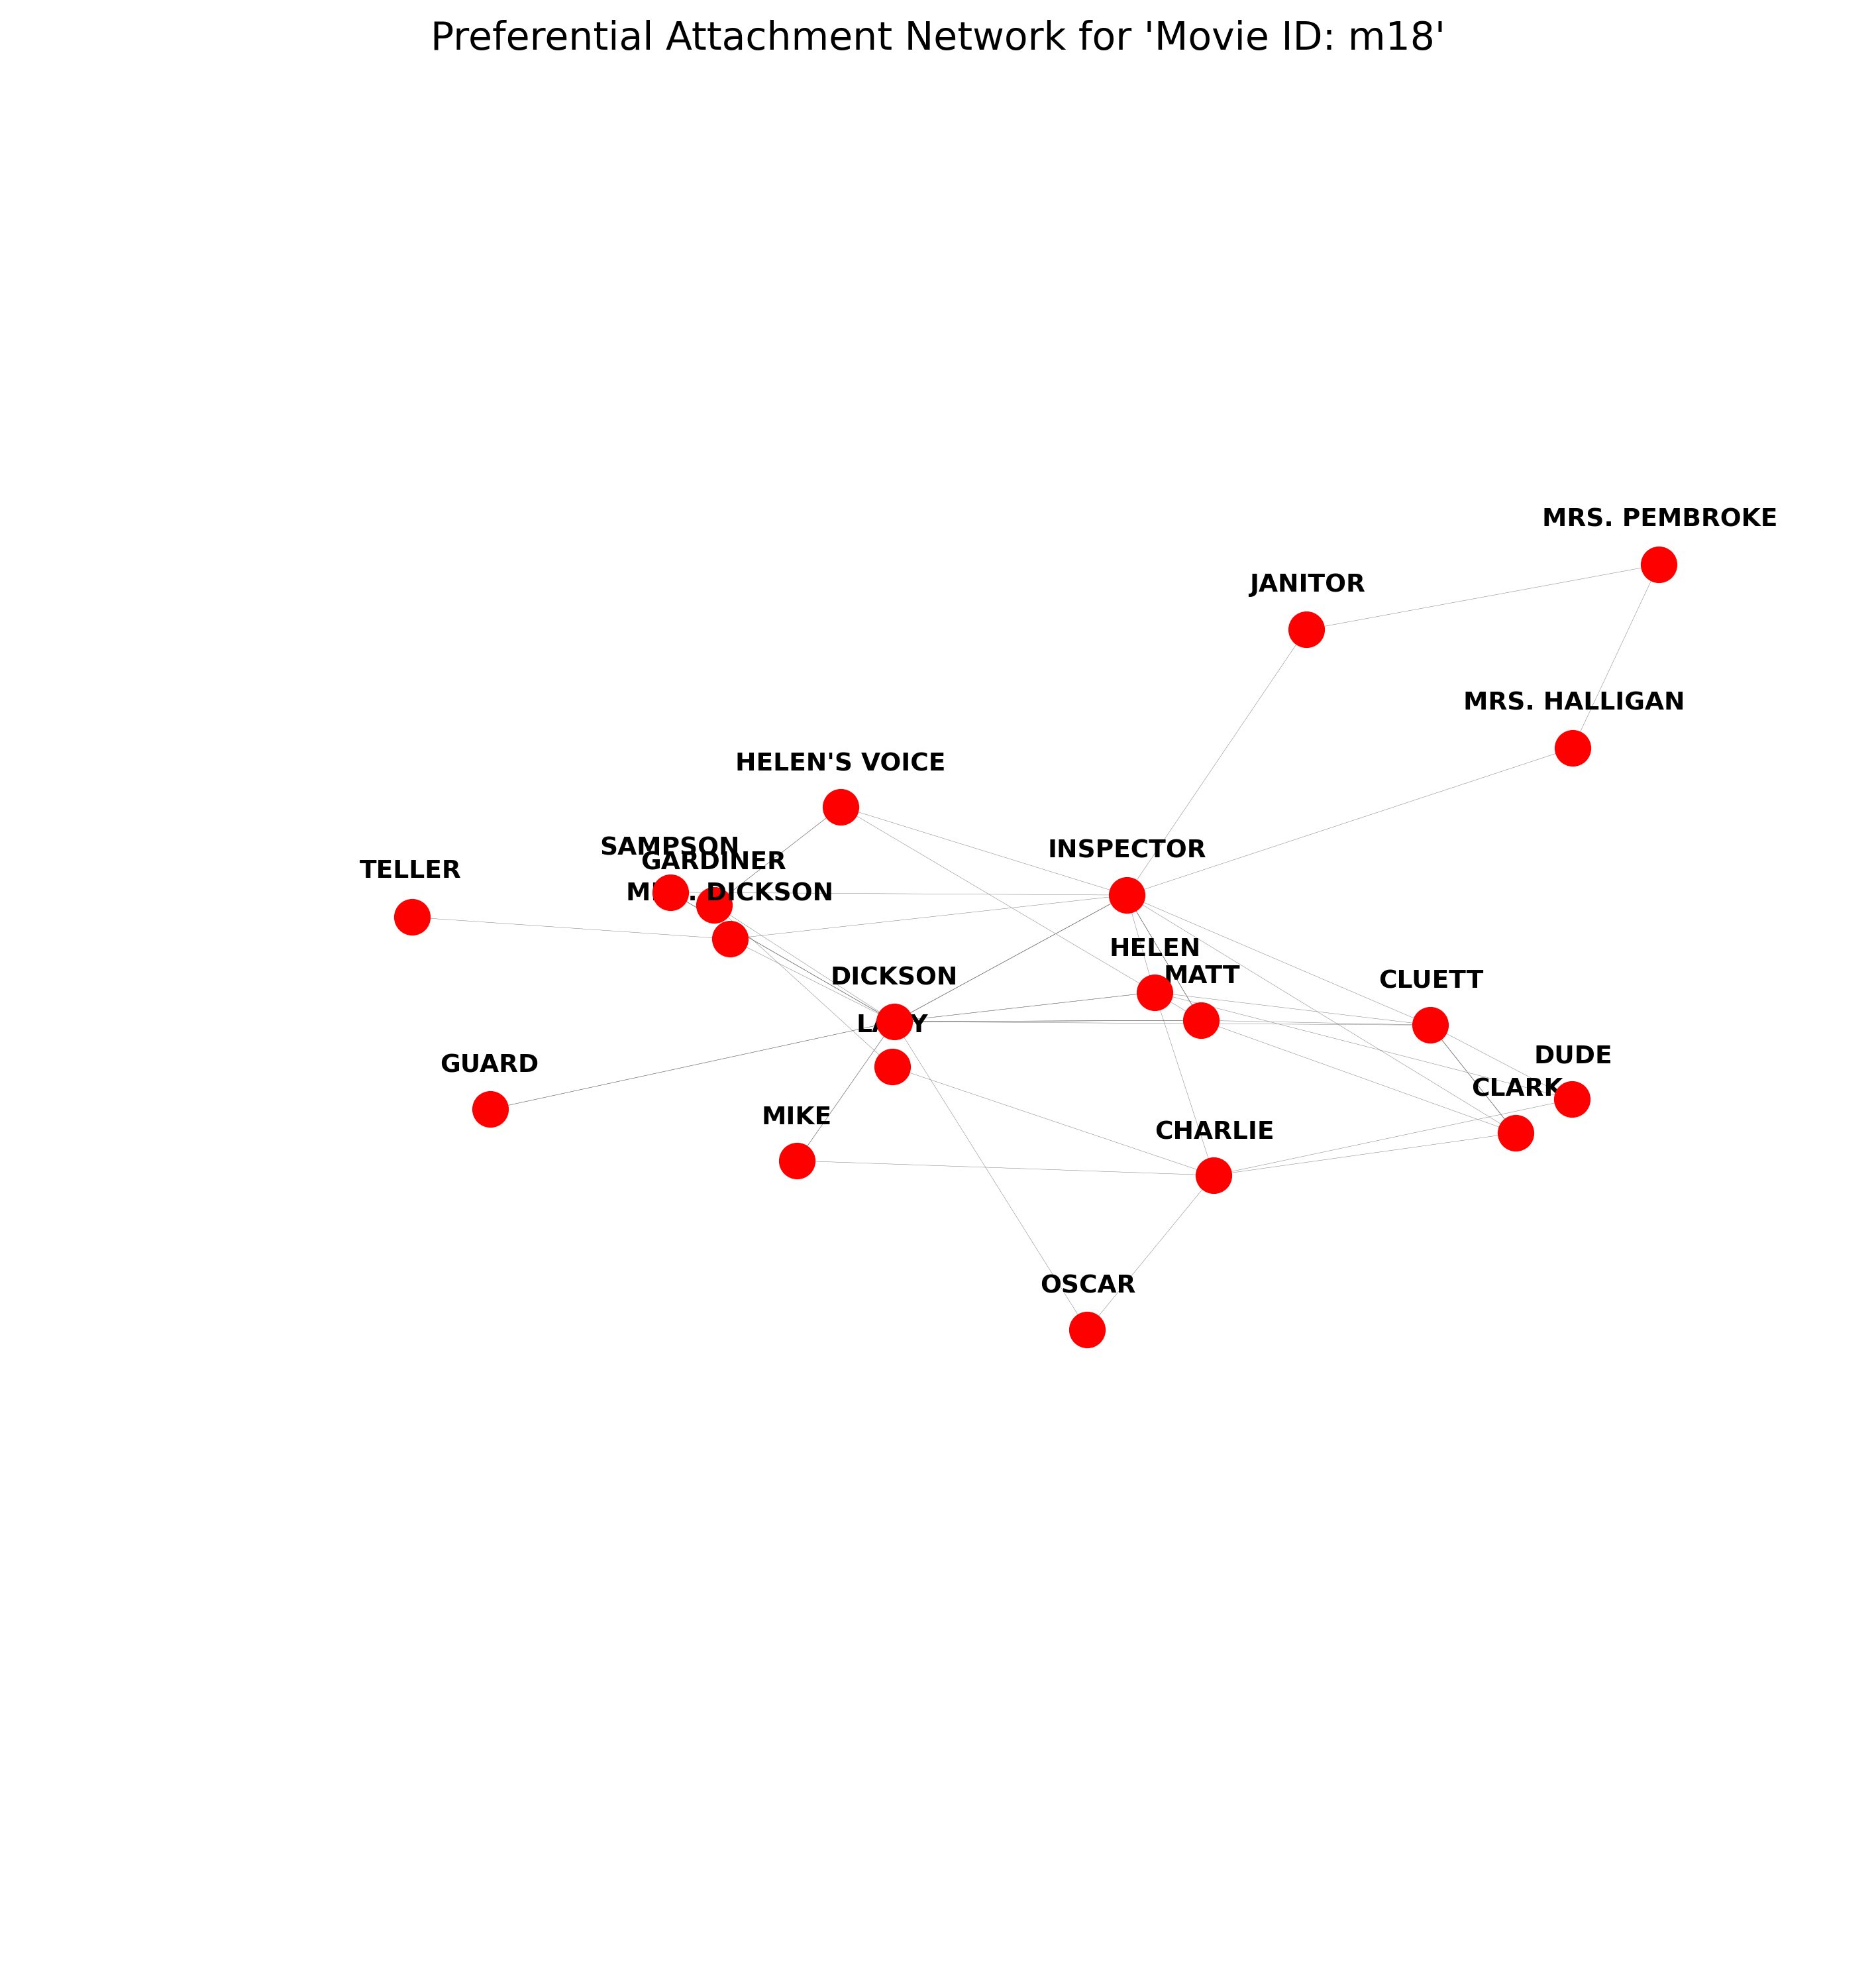 Preferential Attachment Network for 'Movie ID: m18'
MRS. PEMBROKE
JANITOR
MRS. HALLIGAN
HELEN'S VOICE
SAMPSON
INSPECTOR
GARDINER
TELLER
DICKSON
HELEN
MATT
DICKSON
CLUETT
DUDE
GUARD
CLARK
MIKE
CHARLIE
OSCAR